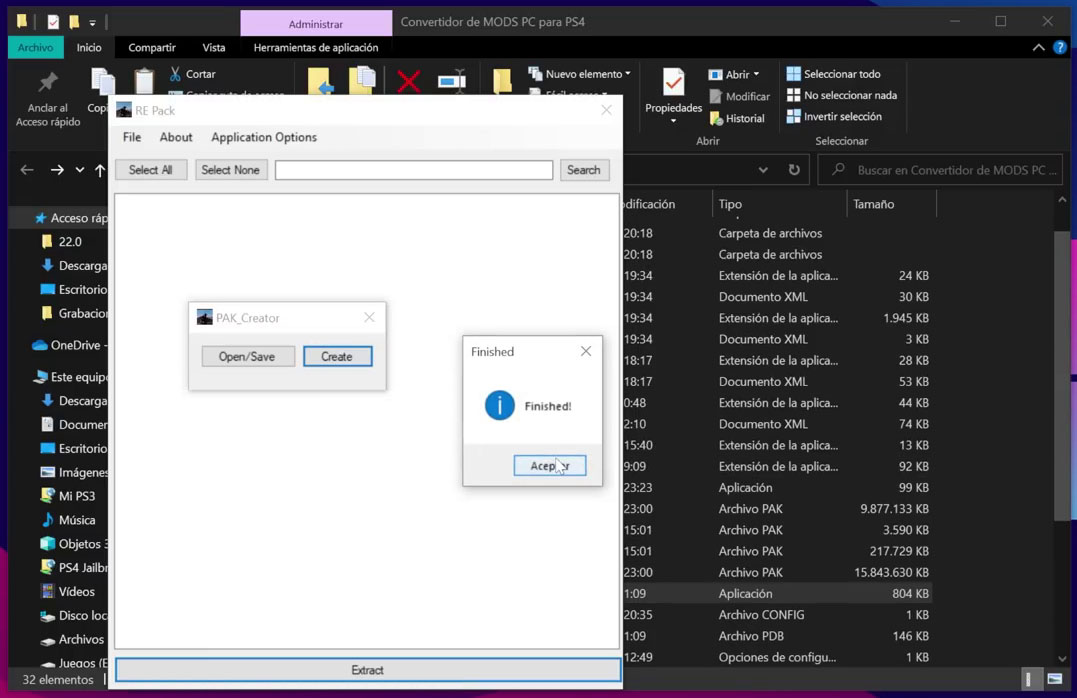 Administrar
Convertidor de MODS PC para PS4
Archivo
Inicio
Compartir
Vista
Herramientas de aplicación
Andar al
Acceso rápido
Cortar
Nuevo elemento
Propiedades
Abrir
Modificar
Historial
Abrir
Seleccionar todo
No seleccionar nada
Invertir selección
Seleccionar
Buscar en Convertidor de MODS PC ...
RE Pack
File
About
Application Options
Select All
Select None
Search
PAK_Creator
Open/Save
Create
Finished
Finished!
Extract
Acceso ráp
22.0
Descarga
Escritorio
Grabacion
OneDrive -
Este equipo
Descarga
Documen
Escritorio
Imágenes
Mi PS3
Música
Objetos 3
PS4 Jailb
Vídeos
Disco loc
Archivos
Juegos (E
32 elementos
odificación
Tipo
Tamaño
20:18
Carpeta de archivos
20:18
Carpeta de archivos
19:34
Extensión de la aplica...
24 KB
19:34
Documento XML
30 KB
19:34
Extensión de la aplica...
1.945 KB
19:34
Documento XML
3 KB
18:17
Extensión de la aplica...
28 KB
18:17
Documento XML
53 KB
0:48
Extensión de la aplica...
44 KB
2:10
Documento XML
74 KB
15:40
Extensión de la aplica...
13 KB
9:09
Extensión de la aplica...
92 KB
23:23
Aplicación
99 KB
23:00
Archivo PAK
9.877.133 KB
15:01
Archivo PAK
3.590 KB
15:01
Archivo PAK
217.729 KB
23:00
Archivo PAK
15.843.630 KB
1:09
Aplicación
804 KB
20:35
Archivo CONFIG
1 KB
1:09
Archivo PDB
146 KB
12:49
Opciones de configu...
1 KB